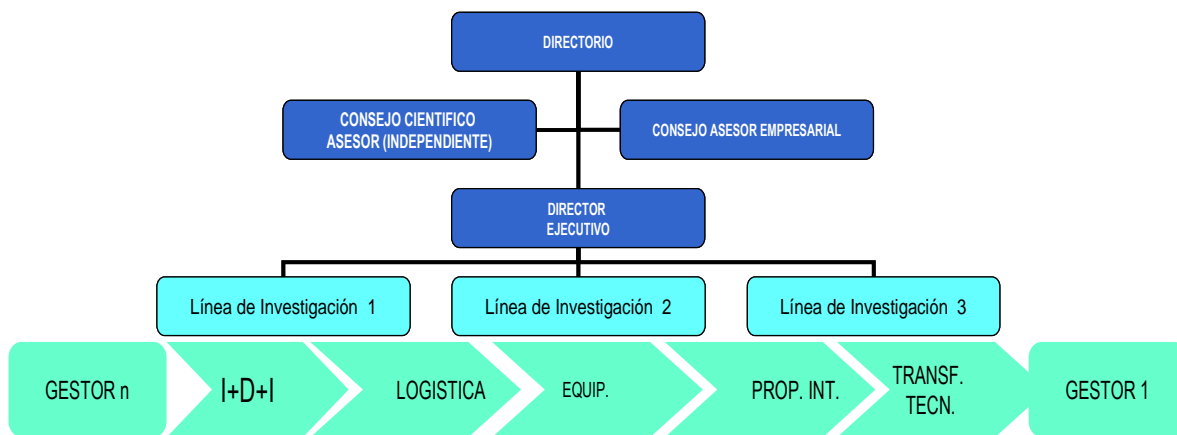 DIRECTORIO
CONSEJO CIENTIFICO
ASESOR (INDEPENDIENTE)
CONSEJO ASESOR EMPRESARIAL
DIRECTOR
EJECUTIVO
Línea de Investigación 1
Línea de Investigación 2
Línea de Investigación 3
GESTOR n
I+D+I
LOGISTICA
EQUIP.
PROP. INT.
TRANSF.
TECN.
GESTOR 1